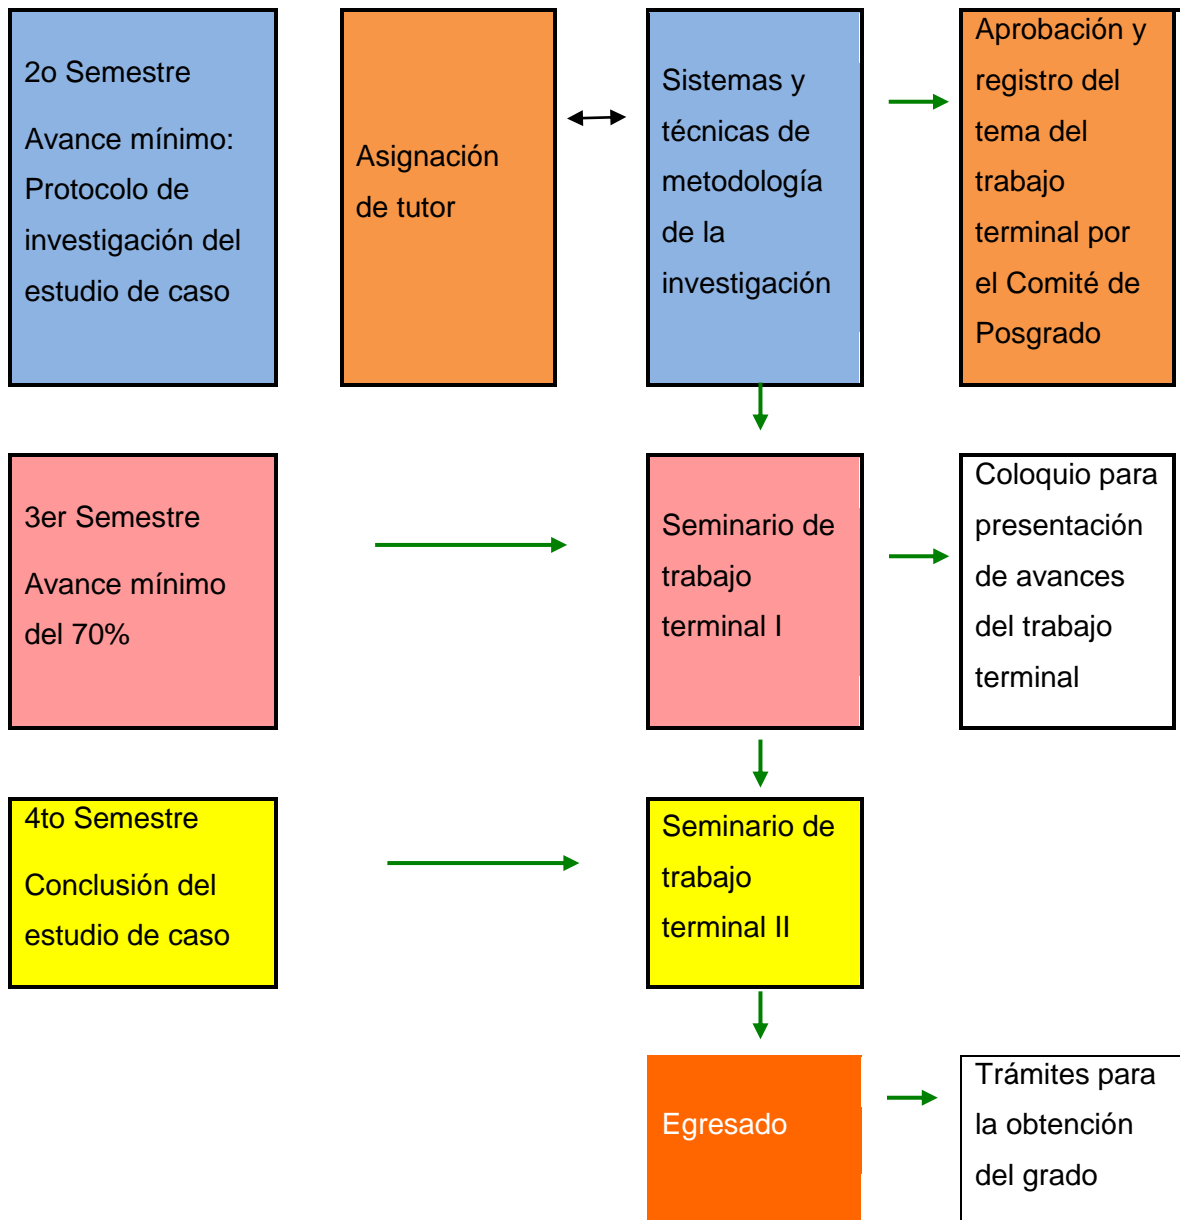 2o Semestre
Avance mínimo:
Protocolo de
investigación del
estudio de caso
Asignación
de tutor
Sistemas y
técnicas de
metodología
de la
investigación
Aprobación y
registro del
tema del
trabajo
terminal por
el Comité de
Posgrado
3er Semestre
Avance mínimo
del 70%
Seminario de
trabajo
terminal I
Coloquio para
presentación
de avances
del trabajo
terminal
4to Semestre
Conclusión del
estudio de caso
Seminario de
trabajo
terminal II
Egresado
Trámites para
la obtención
del grado